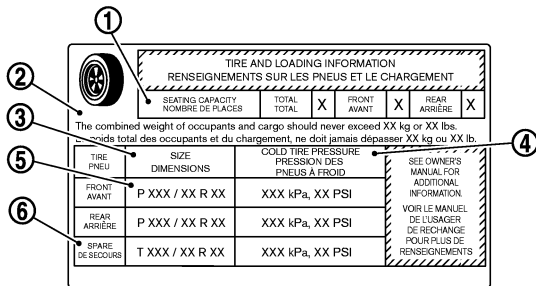 ①
TIRE AND LOADING INFORMATION
RENSEIGNEMENTS SUR LES PNEUS ET LE CHARGEMENT
②
SEATING CAPACITY
NOMBRE DE PLACES
TOTAL
TOTAL
X
FRONT
AVANT
X
REAR
ARRIÈRE
X
The combined weight of occupants and cargo should never exceed XX kg or XX lbs.
poids total des occupants et du chargement, ne doit jamais dépasser XX kg ou XX lb.
③
④
TIRE
PNEU
SIZE
DIMENSIONS
COLD TIRE PRESSURE
PRESSION DES
PNEUS À FROID
SEE OWNER'S
MANUAL FOR
ADDITIONAL
INFORMATION.
VOIR LE MANUEL
DE L'USAGER
DE RECHANGE
POUR PLUS DE
RENSEIGNEMENTS
⑤
FRONT
AVANT
P XXX / XX R XX
XXX kPa, XX PSI
REAR
ARRIÈRE
P XXX / XX R XX
XXX kPa, XX PSI
⑥
SPARE
DE SECOURS
T XXX / XX R XX
XXX kPa, XX PSI